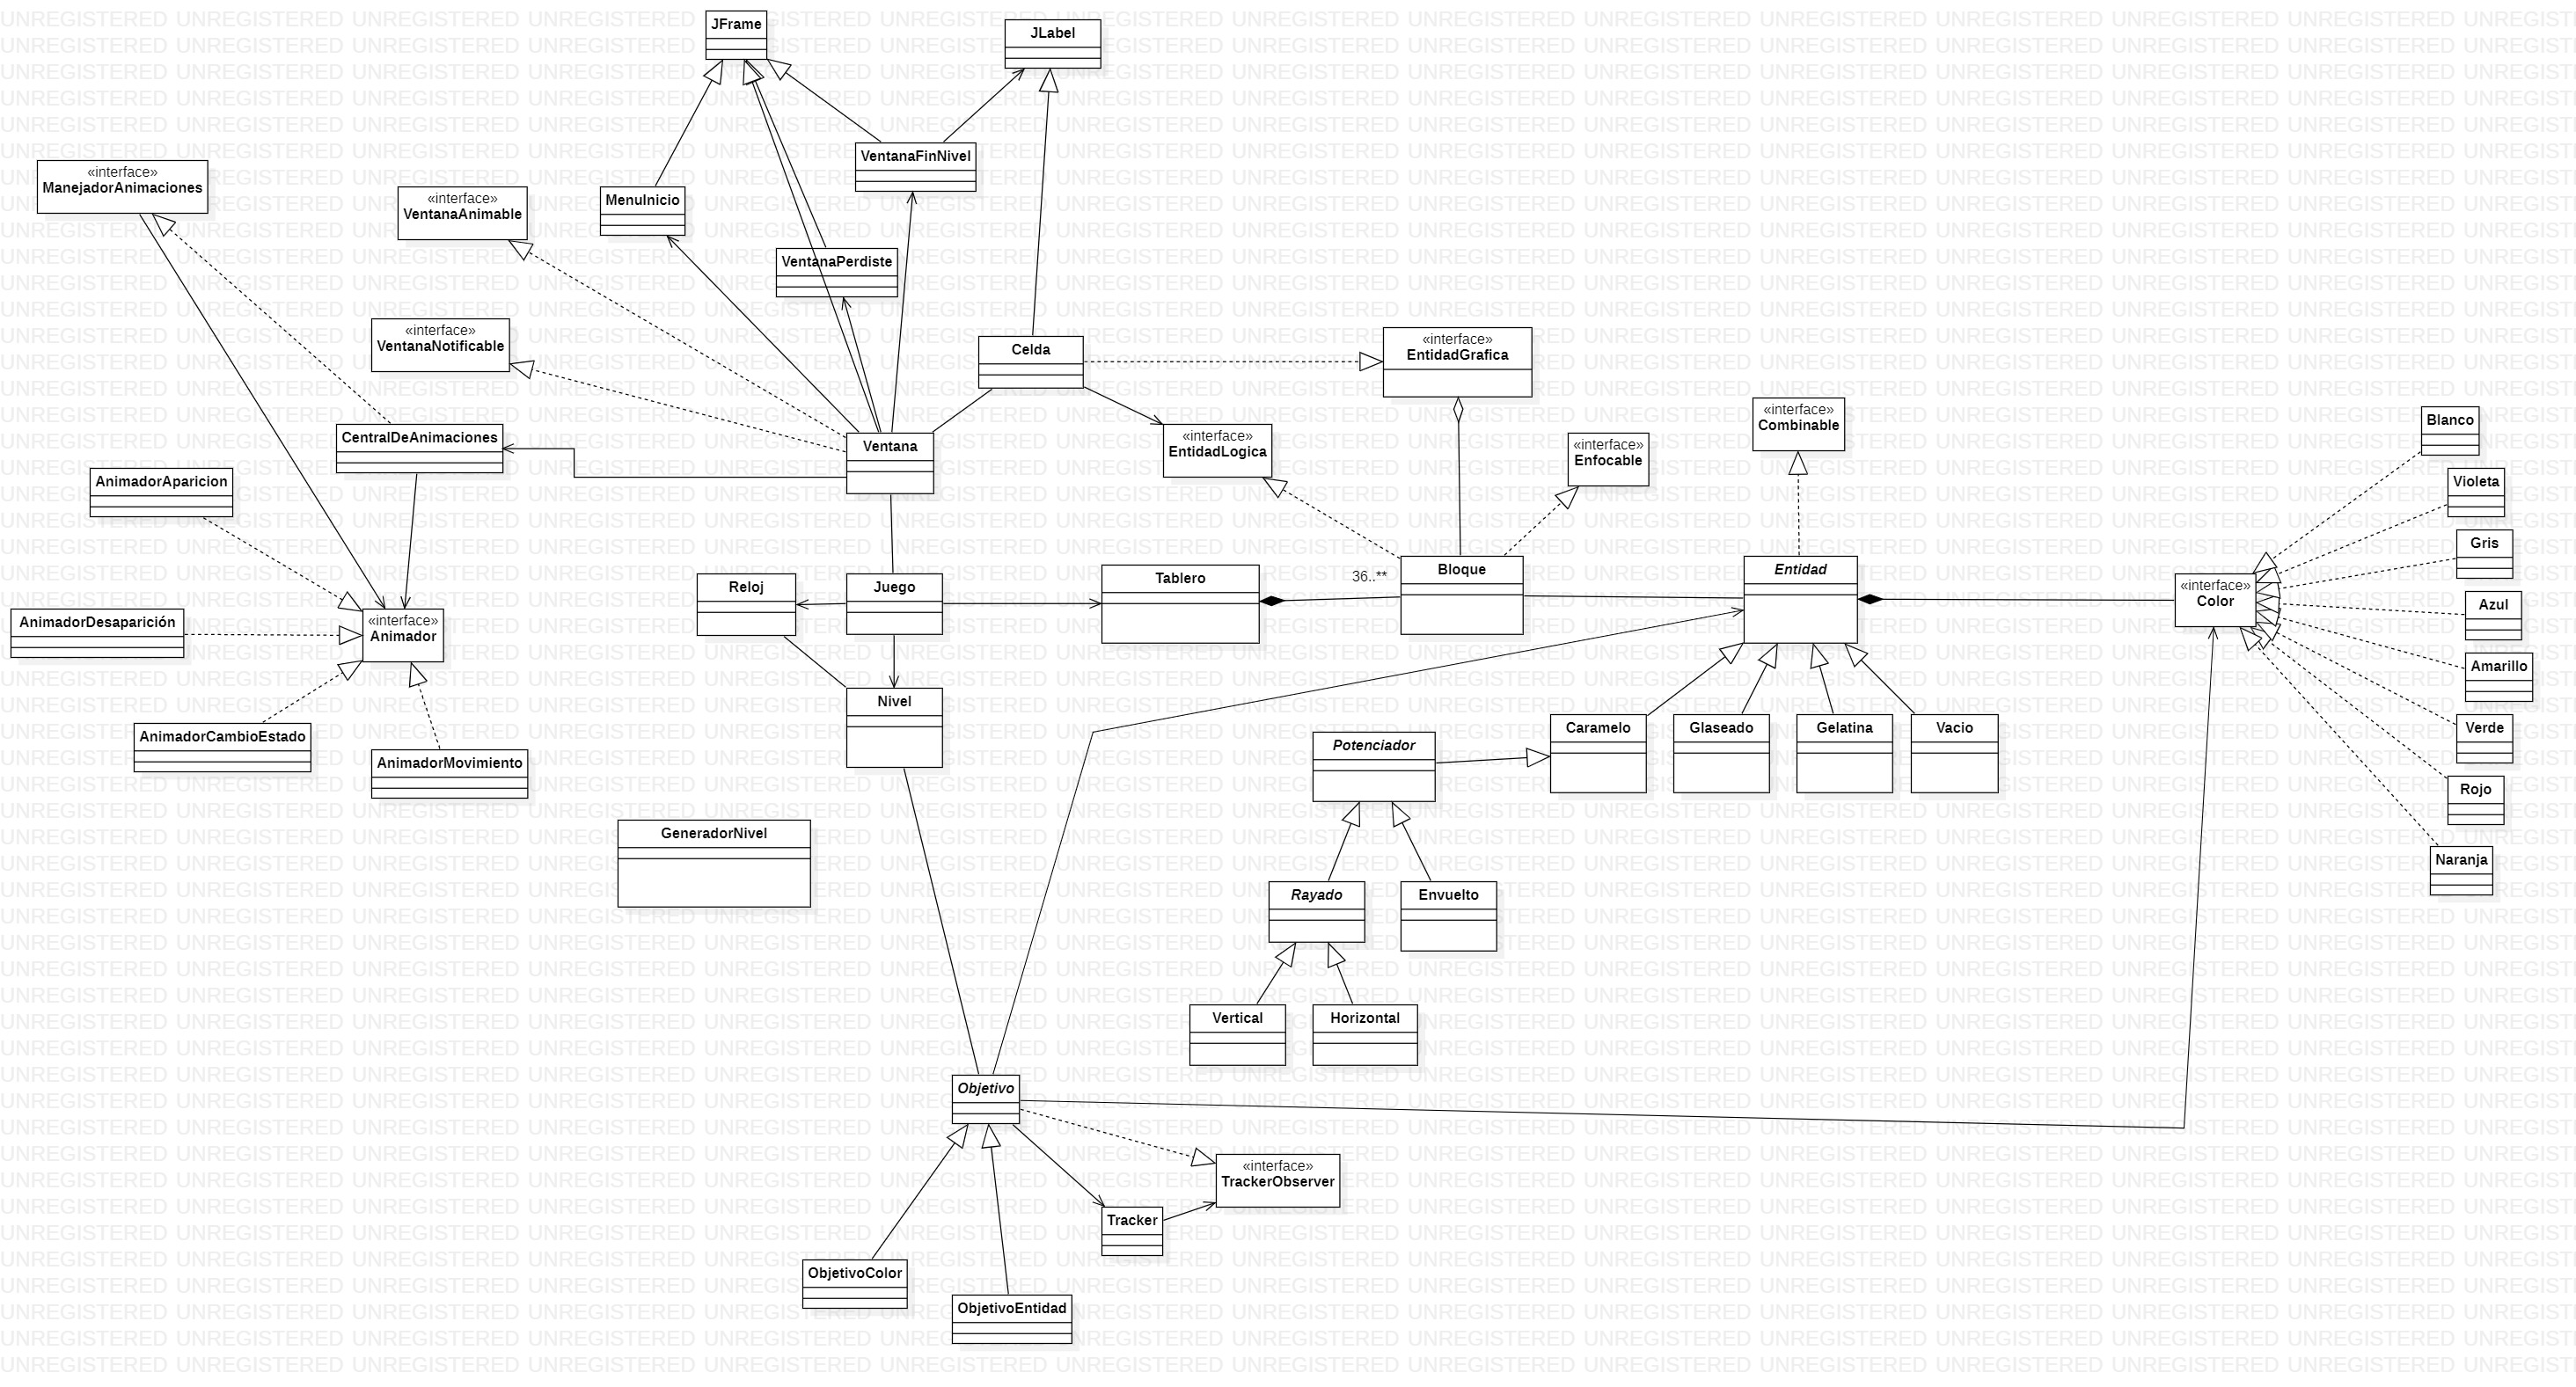 JFrame
JLabel
VentanaFinNivel
«interface»
ManejadorAnimaciones
«interface»
VentanaAnimable
MenuInicio
VentanaPerdiste
«interface»
VentanaNotificable
Celda
«interface»
EntidadGrafica
«interface»
Combinable
Blanco
CentralDeAnimaciones
Ventana
«interface»
EntidadLogica
«interface»
Enfocable
AnimadorAparicion
Violeta
Gris
Reloj
Juego
Tablero
36..**
Bloque
Entidad
«interface»
Color
Azul
AnimadorDesaparición
«interface»
Animador
Amarillo
Nivel
Caramelo
Glaseado
Gelatina
Vacio
Verde
AnimadorCambioEstado
Potenciador
AnimadorMovimiento
Rojo
GeneradorNivel
Naranja
Rayado
Envuelto
Vertical
Horizontal
Objetivo
«interface»
TrackerObserver
Tracker
ObjetivoColor
ObjetivoEntidad
UNREGISTERED